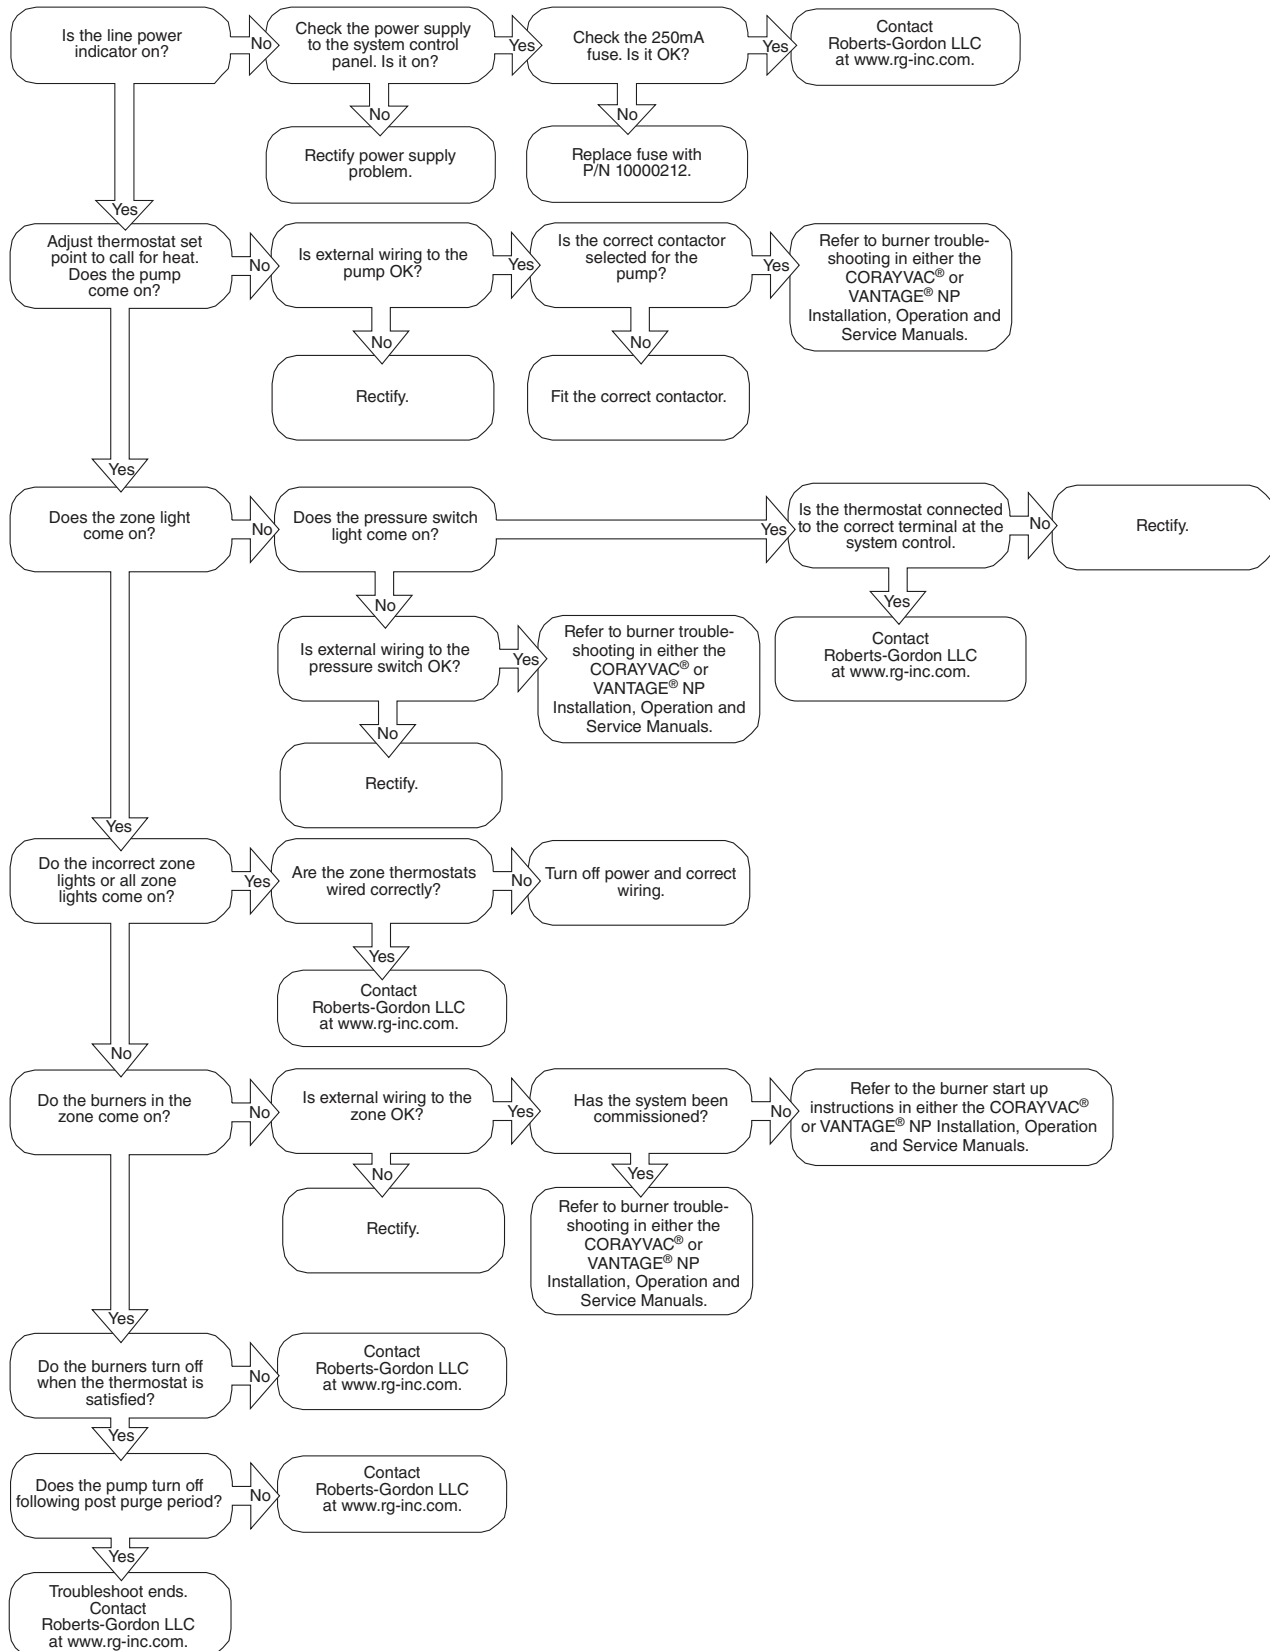 Is the line power
indicator on?
No
Check the power supply
to the system control
panel. Is it on?
Yes
Check the 250mA
fuse. Is it OK?
Yes
Contact
Roberts-Gordon LLC
at www.rg-inc.com.
No
Rectify power supply
problem.
No
Replace fuse with
P/N 10000212.
Yes
Adjust thermostat set
point to call for heat.
Does the pump
come on?
No
Is external wiring to the
pump OK?
Yes
Is the correct contactor
selected for the
pump?
Yes
Refer to burner trouble-
shooting in either the
CORAYVAC® or
VANTAGE® NP
Installation, Operation and
Service Manuals.
No
Rectify.
No
Fit the correct contactor.
Yes
Does the zone light
come on?
No
Does the pressure switch
light come on?
Yes
Is the thermostat connected
to the correct terminal at the
system control.
No
Rectify.
No
Is external wiring to the
pressure switch OK?
Yes
Refer to burner trouble-
shooting in either the
CORAYVAC® or
VANTAGE® NP
Installation, Operation and
Service Manuals.
Yes
Contact
Roberts-Gordon LLC
at www.rg-inc.com.
No
Rectify.
Yes
Do the incorrect zone
lights or all zone
lights come on?
Yes
Are the zone thermostats
wired correctly?
No
Turn off power and correct
wiring.
Yes
Contact
Roberts-Gordon LLC
at www.rg-inc.com.
No
Do the burners in the
zone come on?
No
Is external wiring to the
zone OK?
Yes
Has the system been
commissioned?
No
Refer to the burner start up
instructions in either the CORAYVAC®
or VANTAGE® NP Installation, Operation
and Service Manuals.
No
Rectify.
Yes
Refer to burner trouble-
shooting in either the
CORAYVAC® or
VANTAGE® NP
Installation, Operation and
Service Manuals.
Yes
Do the burners turn off
when the thermostat is
satisfied?
No
Contact
Roberts-Gordon LLC
at www.rg-inc.com.
Yes
Does the pump turn off
following post purge period?
No
Contact
Roberts-Gordon LLC
at www.rg-inc.com.
Yes
Troubleshoot ends.
Contact
Roberts-Gordon LLC
at www.rg-inc.com.